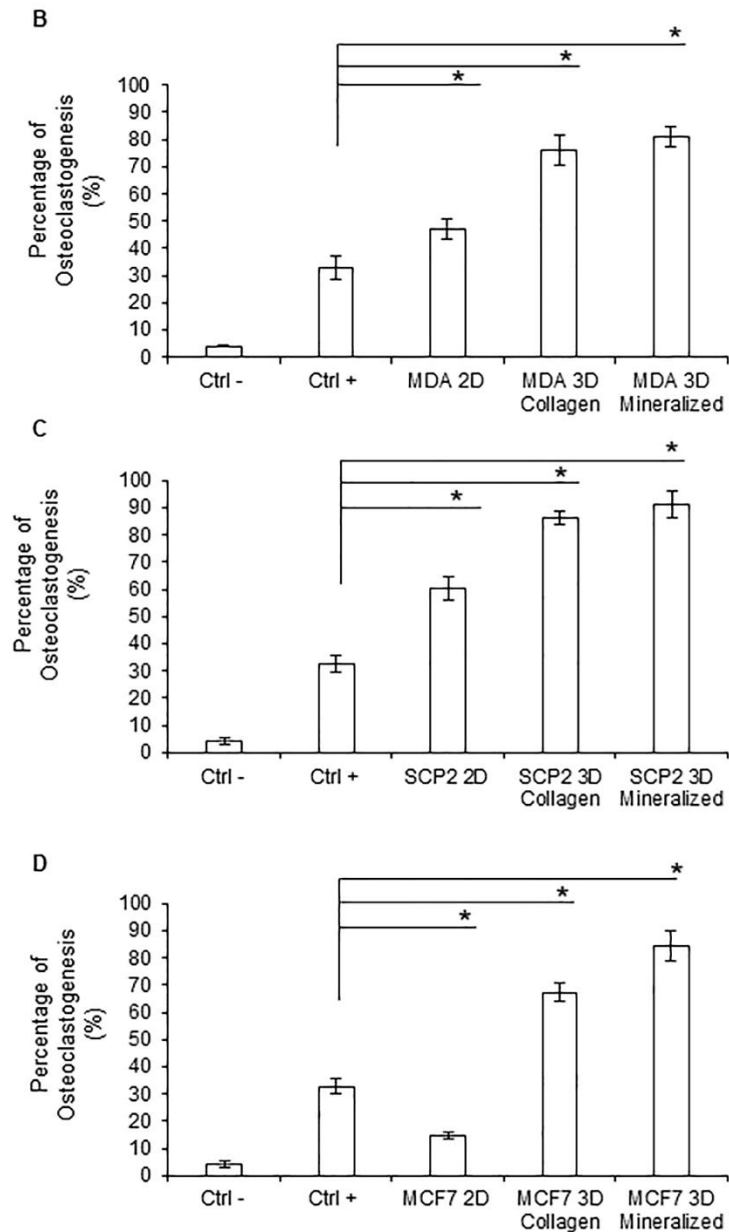 B
* * *
Percentage of
Osteoclastogenesis
(%)
100
90
80
70
60
50
40
30
20
10
0
Ctrl - Ctrl + MDA 2D MDA 3D MDA 3D
Collagen Mineralized
C
* * *
Percentage of
Osteoclastogenesis
(%)
100
90
80
70
60
50
40
30
20
10
0
Ctrl - Ctrl + SCP2 2D SCP2 3D SCP2 3D
Collagen Mineralized
D
* * *
Percentage of
Osteoclastogenesis
(%)
100
90
80
70
60
50
40
30
20
10
0
Ctrl - Ctrl + MCF7 2D MCF7 3D MCF7 3D
Collagen Mineralized